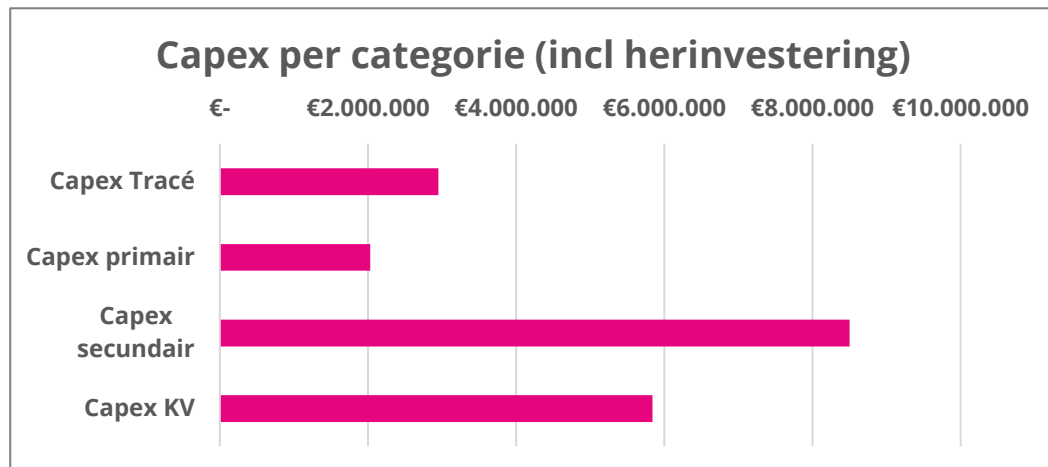 Capex per categorie (incl herinvestering)
€- €2.000.000 €4.000.000 €6.000.000 €8.000.000 €10.000.000
Capex Tracé
Capex primair
Capex
secundair
Capex KV